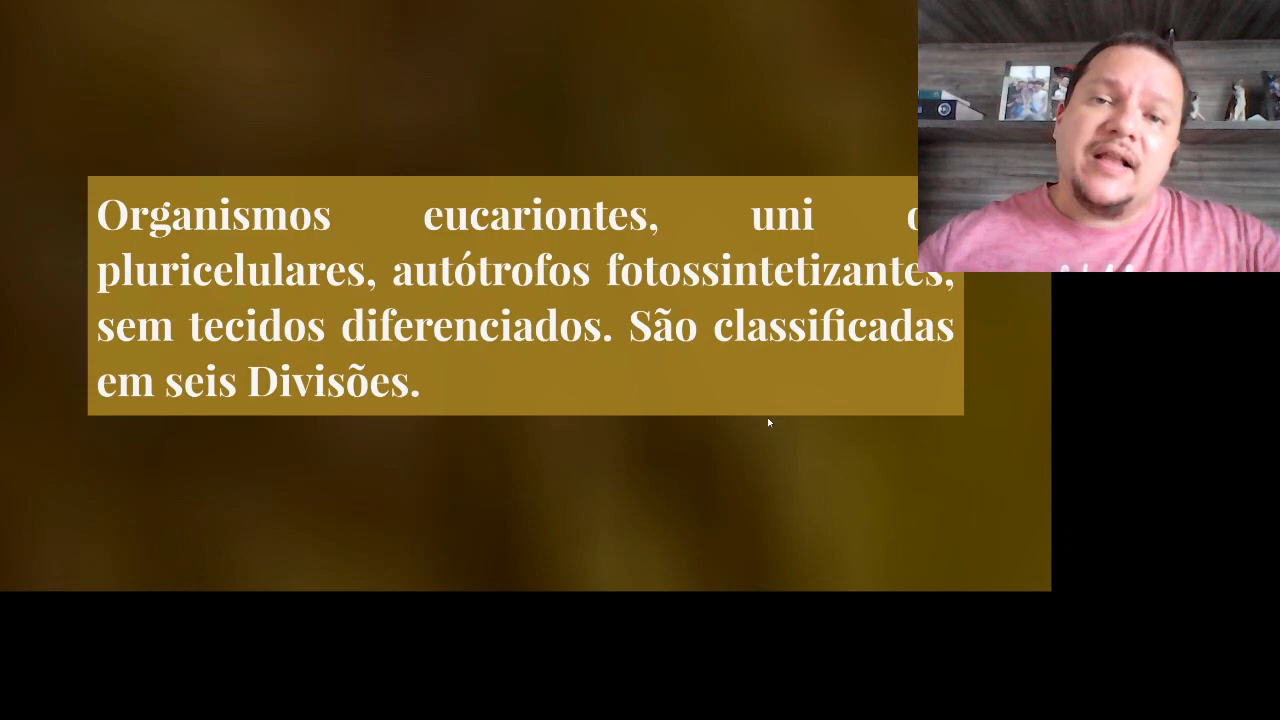 Organismos eucariontes, uni
pluricelulares, autótrofos fotossintetizantes,
sem tecidos diferenciados. São classificadas
em seis Divisões.